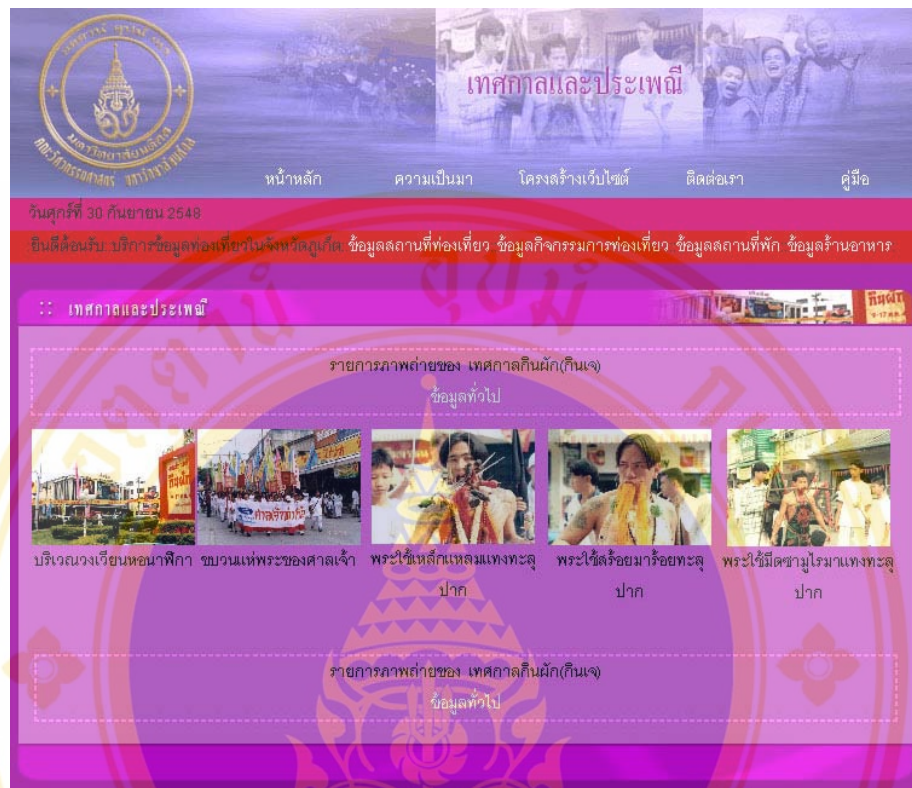 เทศกาลและประเพณี
หน้าหลัก ความเป็นมา โครงสร้างเว็บไซต์ ติดต่อเรา คู่มือ
วันศุกร์ที่ 30 กันยายน 2548
ยินดีต้อนรับ..บริการข้อมูลท่องเที่ยวในจังหวัดภูเก็ต: ข้อมูลสถานที่ท่องเที่ยว ข้อมูลกิจกรรมการท่องเที่ยว ข้อมูลสถานที่พัก ข้อมูลร้านอาหาร
:: เทศกาลและประเพณี
รายการภาพถ่ายของ เทศกาลกินผัก(กินเจ)
ข้อมูลทั่วไป
บริเวณวงเวียนหอนาฬิกา ขบวนแห่พระของศาลเจ้า พระใช้เหล็กแหลมแทงทะลุ พระใช้สร้อยมาร้อยทะลุ พระใช้มีดซามูไรมาแทงทะลุ
ปาก ปาก ปาก
รายการภาพถ่ายของ เทศกาลกินผัก(กินเจ)
ข้อมูลทั่วไป